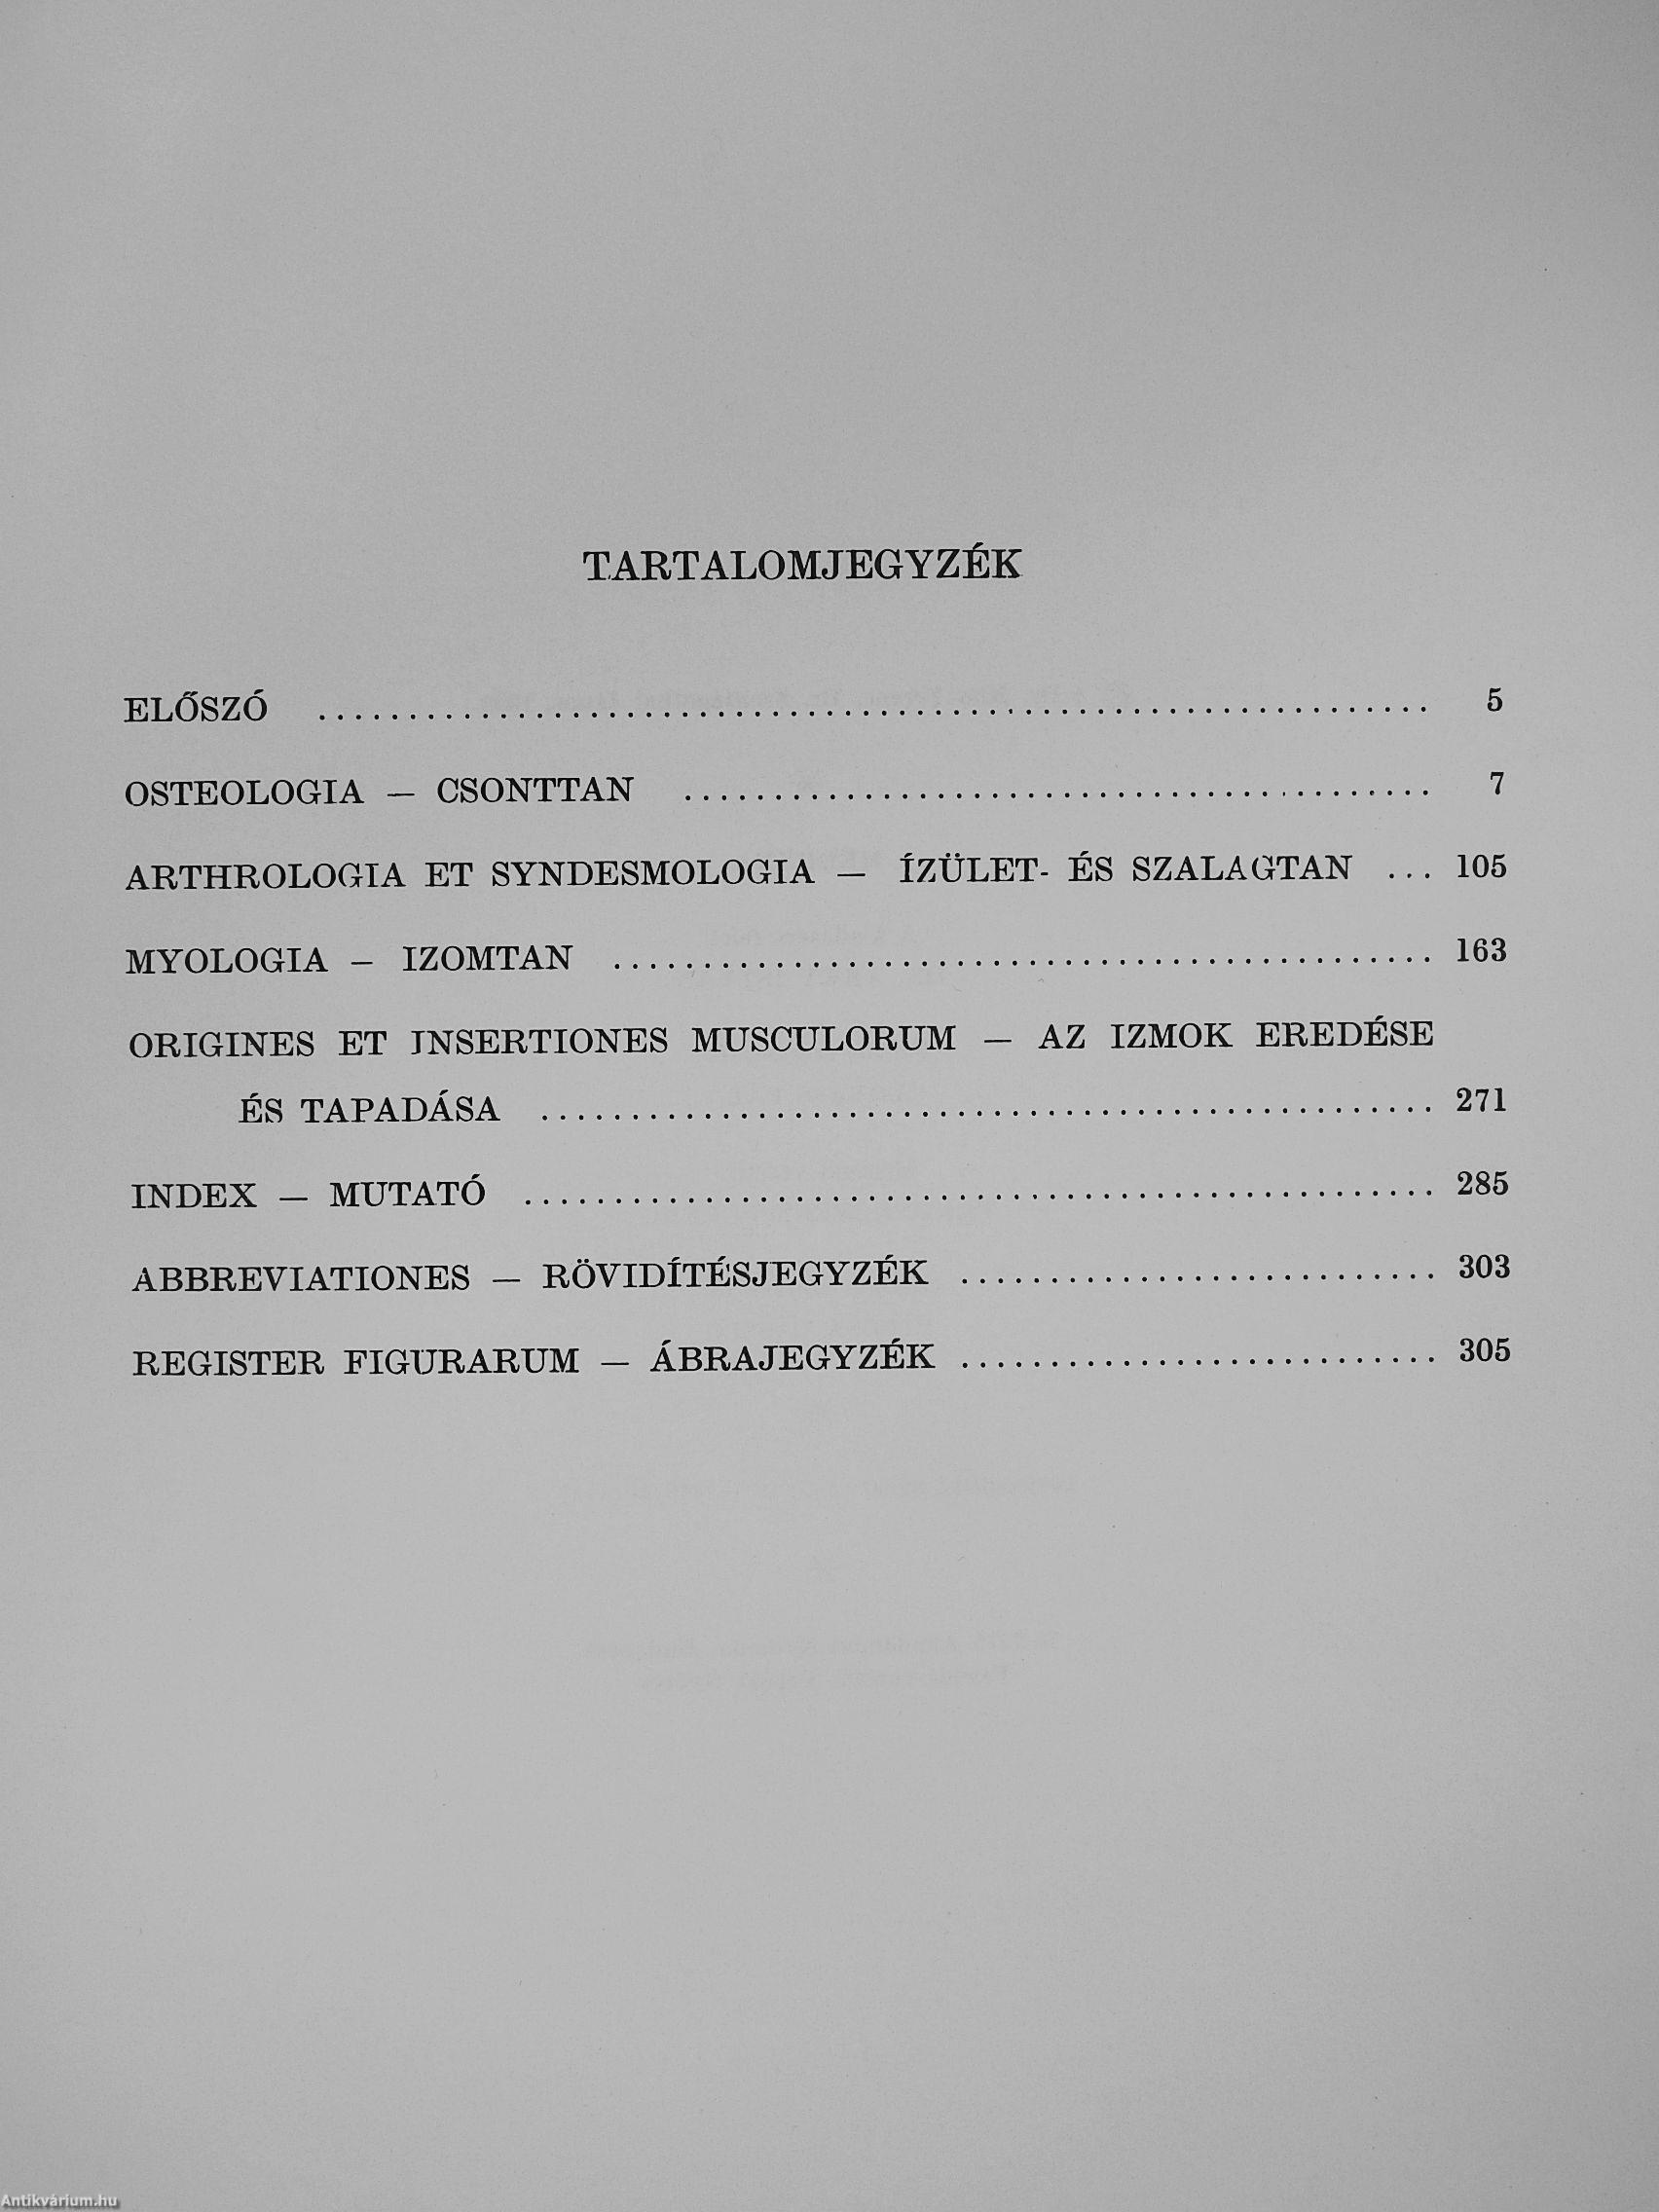 TARTALOMJEGYZÉK
ELŐSZÓ ............................................................ 5
OSTEOLOGIA — CSONTTAN .......................................... 7
ARTHROLOGIA ET SYNDESMOLOGIA — ÍZÜLET- ÉS SZALAGTAN ... 105
MYOLOGIA — IZOMTAN .............................................. 163
ORIGINES ET INSERTIONES MUSCULORUM — AZ IZMOK EREDÉSE
ÉS TAPADÁSA .................................................. 271
INDEX — MUTATÓ ................................................... 285
ABBREVIATIONES — RÖVIDÍTÉSJEGYZÉK ........................... 303
REGISTER FIGURARUM — ÁBRAJEGYZÉK ........................... 305
Antikvárium.hu